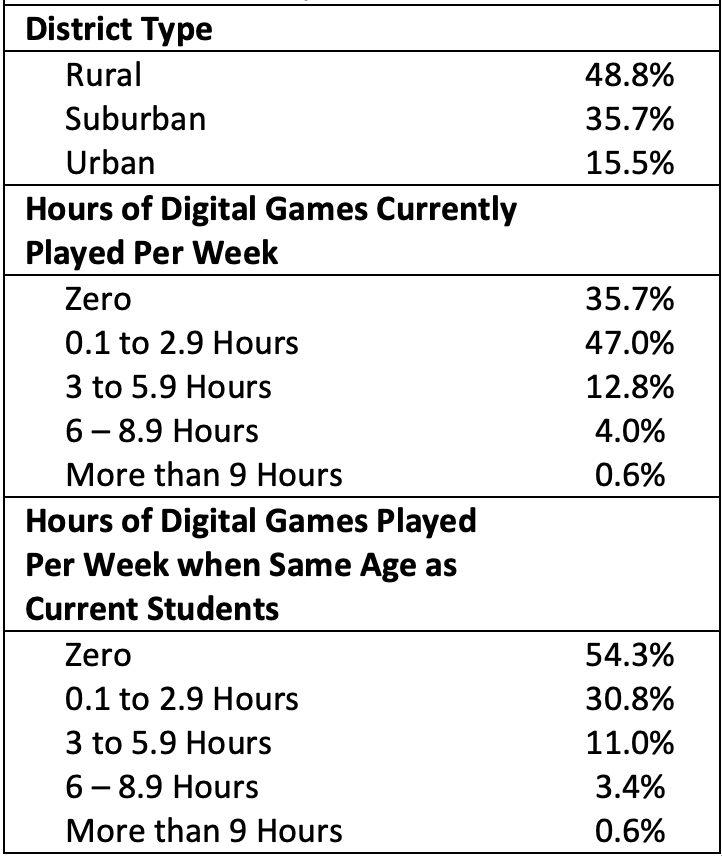 District Type
Rural 48.8%
Suburban 35.7%
Urban 15.5%
Hours of Digital Games Currently
Played Per Week
Zero 35.7%
0.1 to 2.9 Hours 47.0%
3 to 5.9 Hours 12.8%
6 – 8.9 Hours 4.0%
More than 9 Hours 0.6%
Hours of Digital Games Played
Per Week when Same Age as
Current Students
Zero 54.3%
0.1 to 2.9 Hours 30.8%
3 to 5.9 Hours 11.0%
6 – 8.9 Hours 3.4%
More than 9 Hours 0.6%